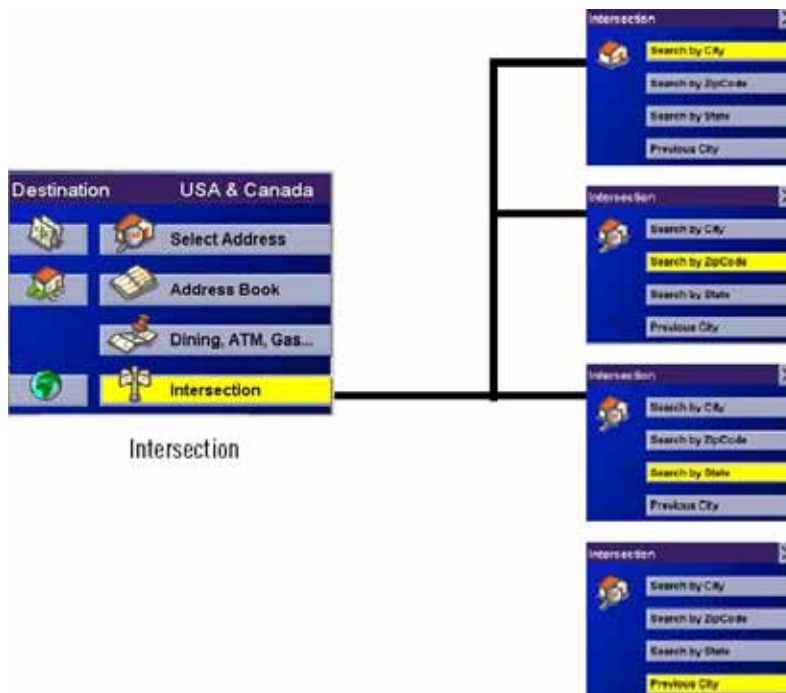 Destination USA & Canada
Select Address
Address Book
Dining, ATM, Gas...
Intersection
Intersection
Intersection
Search by City
Search by ZipCode
Search by State
Previous City
Intersection
Search by City
Search by ZipCode
Search by State
Previous City
Intersection
Search by City
Search by ZipCode
Search by State
Previous City
Intersection
Search by City
Search by ZipCode
Search by State
Previous City